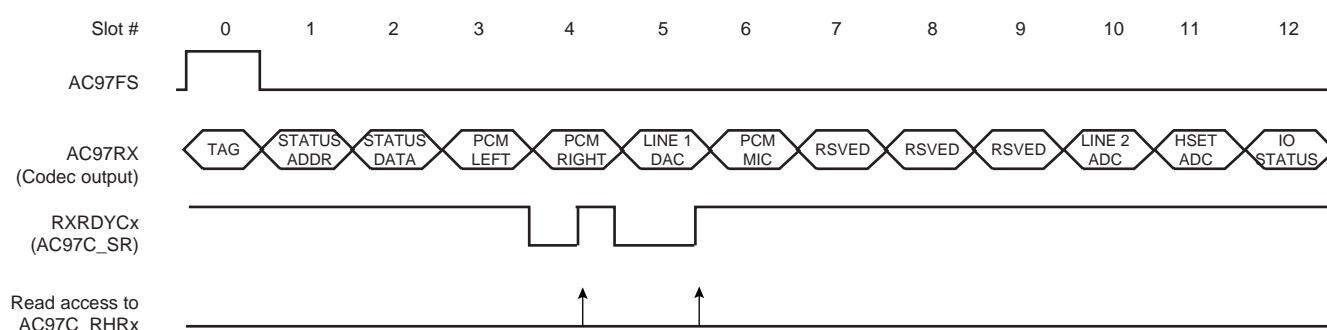 Slot # 0 1 2 3 4 5 6 7 8 9 10 11 12
AC97FS
AC97RX
(Codec output)
TAG
STATUS
ADDR
STATUS
DATA
PCM
LEFT
PCM
RIGHT
LINE 1
DAC
PCM
MIC
RSVED
RSVED
RSVED
LINE 2
ADC
HSET
ADC
IO
STATUS
RXRDYCx
(AC97C_SR)
Read access to
AC97C_RHRx